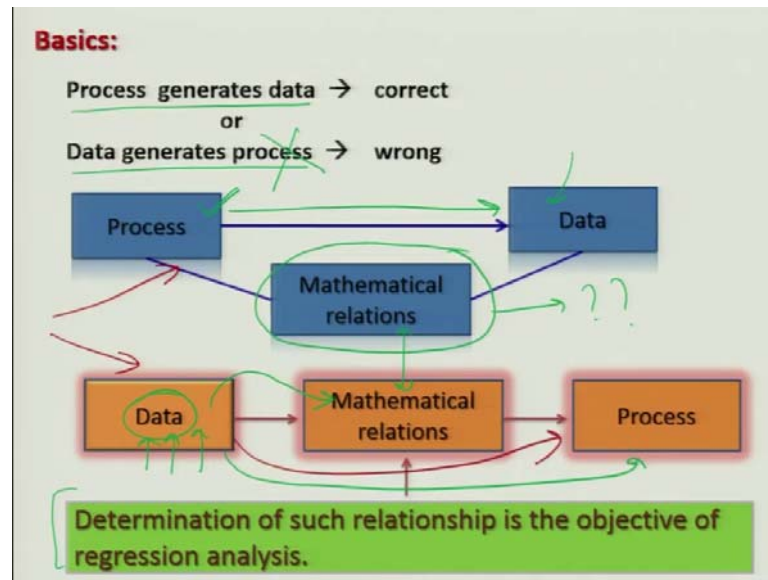 Basics:
Process generates data → correct
or
Data generates process → wrong
Process
Data
Mathematical
relations
??
Data
Mathematical
relations
Process
Determination of such relationship is the objective of
regression analysis.